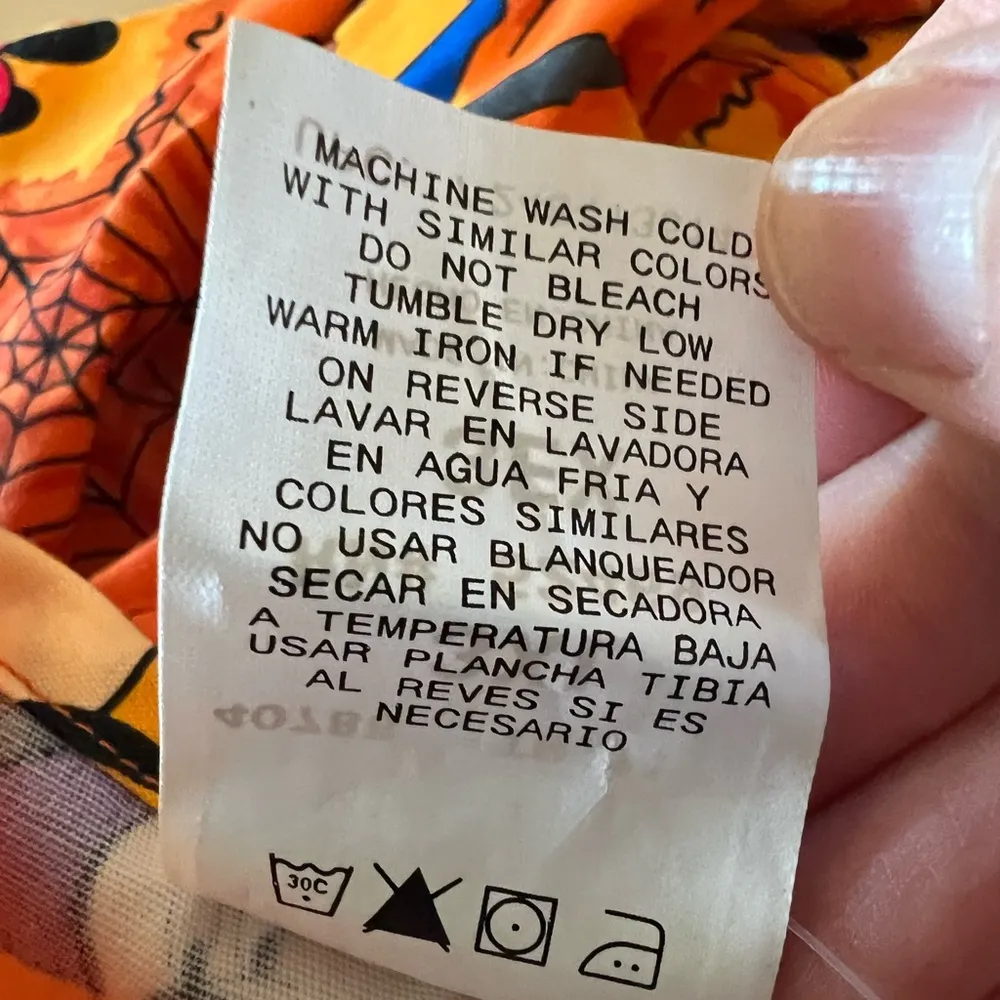 MACHINE WASH COLD
WITH SIMILAR COLORS
DO NOT BLEACH
TUMBLE DRY LOW
WARM IRON IF NEEDED
ON REVERSE SIDE
LAVAR EN LAVADORA
EN AGUA FRIA Y
COLORES SIMILARES
NO USAR BLANQUEADOR
SECAR EN SECADORA
A TEMPERATURA BAJA
USAR PLANCHA TIBIA
AL REVES SI ES
NECESARIO
30C